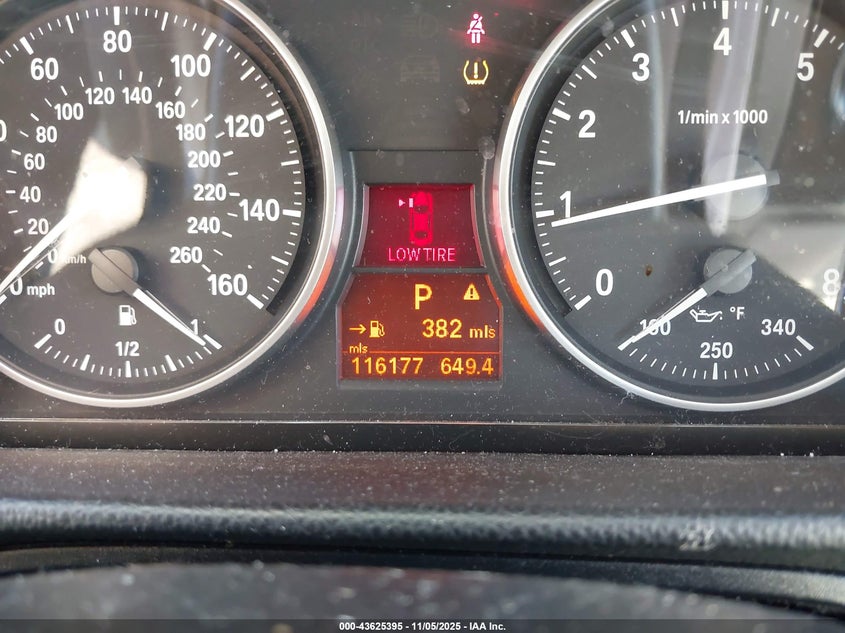 60 80 100 120 140 160
20 40 60 80 100 120 140 160 180 200 220 240 260
0 km/h
0 mph
0 1/2 1
LOW TIRE
P
382 mls
mls
116177 649.4
0 1 2 3 4 5 8
1/min x 1000
°F
250 340
000-43625395 - 11/05/2025 - IAA Inc.